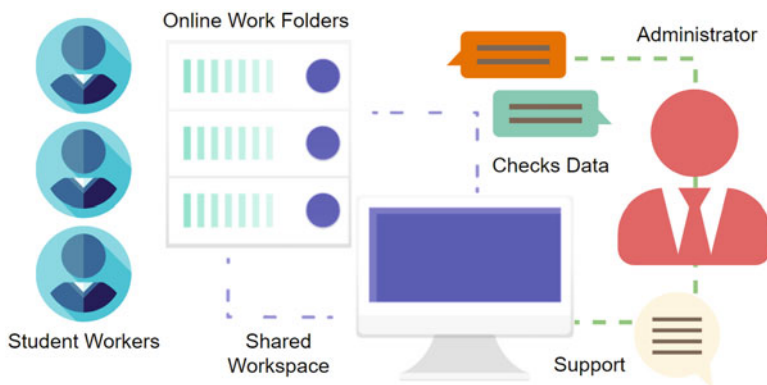 Online Work Folders
Administrator
Checks Data
Student Workers
Shared
Workspace
Support